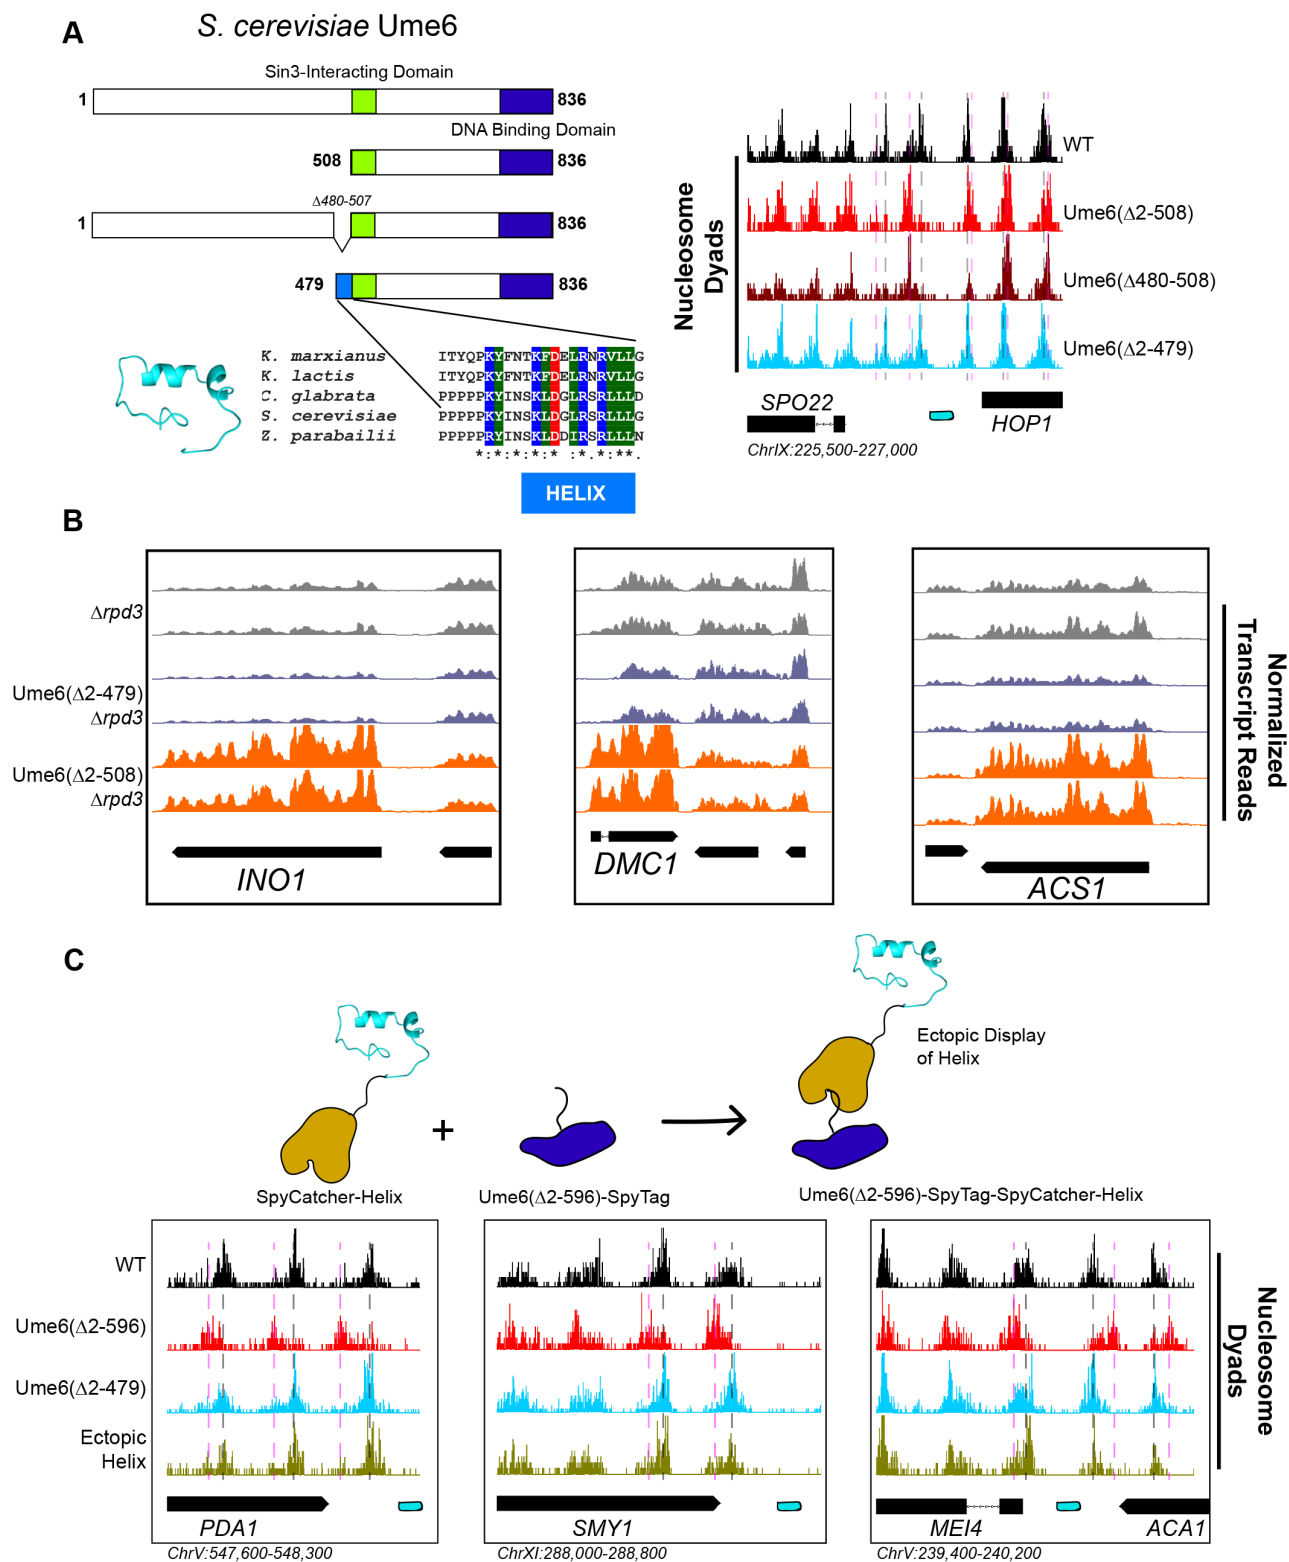 A
S. cerevisiae Ume6
Sin3-Interacting Domain
1
836
DNA Binding Domain
508
836
Δ480-507
1
836
479
836
K. marxianus ITYQPKYFNTKFDELRNRVLLG
K. lactis ITYQPKYFNTKFDELRNRVLLG
C. glabrata PPPPPKYINSKLDGLRSRLLLD
S. cerevisiae PPPPPKYINSKLDGLRSRLLLG
Z. parabailii PPPPPRYINSKLDDIRSRLLLN
*:*:*:* :*.*:**.
HELIX
Nucleosome
Dyads
WT
Ume6(Δ2-508)
Ume6(Δ480-508)
Ume6(Δ2-479)
SPO22
HOP1
ChrIX:225,500-227,000
B
Δrpd3
Ume6(Δ2-479)
Δrpd3
Ume6(Δ2-508)
Δrpd3
INO1
DMC1
ACS1
Normalized
Transcript Reads
C
SpyCatcher-Helix
+
Ume6(Δ2-596)-SpyTag
Ectopic Display
of Helix
Ume6(Δ2-596)-SpyTag-SpyCatcher-Helix
WT
Ume6(Δ2-596)
Ume6(Δ2-479)
Ectopic
Helix
PDA1
ChrV:547,600-548,300
SMY1
ChrXI:288,000-288,800
MEI4
ACA1
ChrV:239,400-240,200
Nucleosome
Dyads